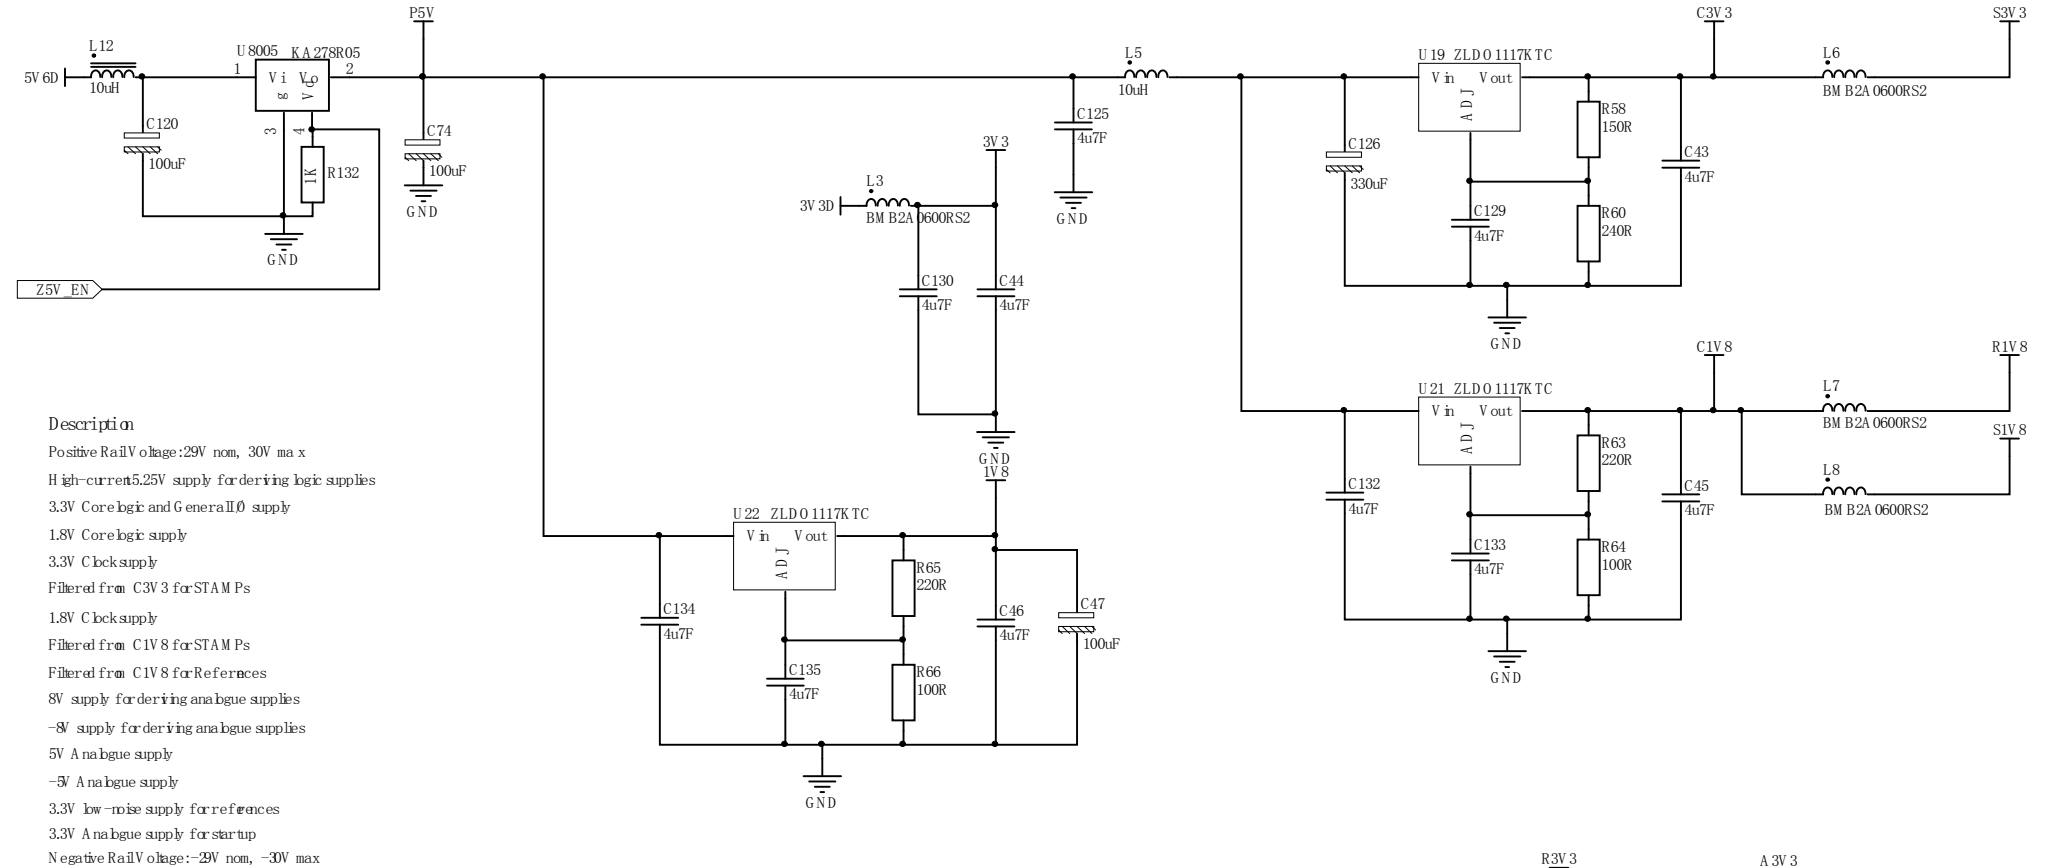 P5V
C3V3
S3V3
L12
U8005 KA278R05
L5
U19 ZLDO1117KTC
L6
5V6D
1
Vi Vo
2
Vin Vout
10uH
g
10uH
ADJ
BMB2A0600RS2
3
4
C120
100uF
C74
100uF
C125
4u7F
R58
150R
1K
R132
3V3
C126
330uF
C43
4u7F
GND
L3
GND
3V3D
BMB2A0600RS2
C129
4u7F
R60
240R
GND
Z5V_EN
C130
4u7F
C44
4u7F
GND
C1V8
R1V8
U21 ZLDO1117KTC
L7
Vin Vout
ADJ
BMB2A0600RS2
S1V8
GND
1V8
R63
220R
L8
C132
4u7F
C45
4u7F
BMB2A0600RS2
U22 ZLDO1117KTC
Vin Vout
ADJ
C133
4u7F
R64
100R
R65
220R
C134
4u7F
C46
4u7F
C47
100uF
C135
4u7F
R66
100R
GND
GND
Description
Positive Rail Voltage: 29V nom, 30V max
High-current 5.25V supply for deriving logic supplies
3.3V Core logic and General I/O supply
1.8V Core logic supply
3.3V Clock supply
Filtered from C3V3 for STAMPs
1.8V Clock supply
Filtered from C1V8 for STAMPs
Filtered from C1V8 for References
8V supply for deriving analogue supplies
-8V supply for deriving analogue supplies
5V Analogue supply
-5V Analogue supply
3.3V low-noise supply for references
3.3V Analogue supply for startup
Negative Rail Voltage: -29V nom, -30V max
R3V3
A3V3